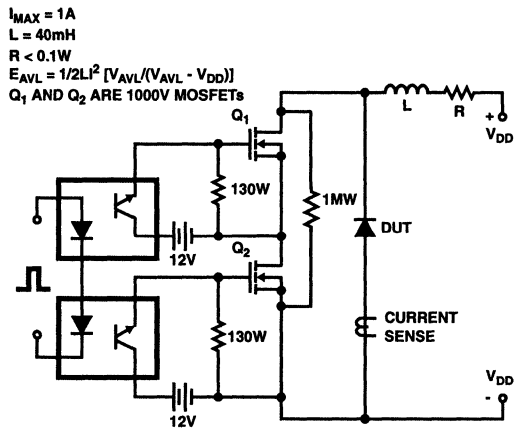 IMAX = 1A
L = 40mH
R < 0.1W
EAVL = 1/2LI² [VAVL/(VAVL - VDD)]
Q1 AND Q2 ARE 1000V MOSFETs
Q1
L
R
+
VDD
130W
1MW
DUT
12V
Q2
130W
CURRENT
SENSE
VDD
-
12V